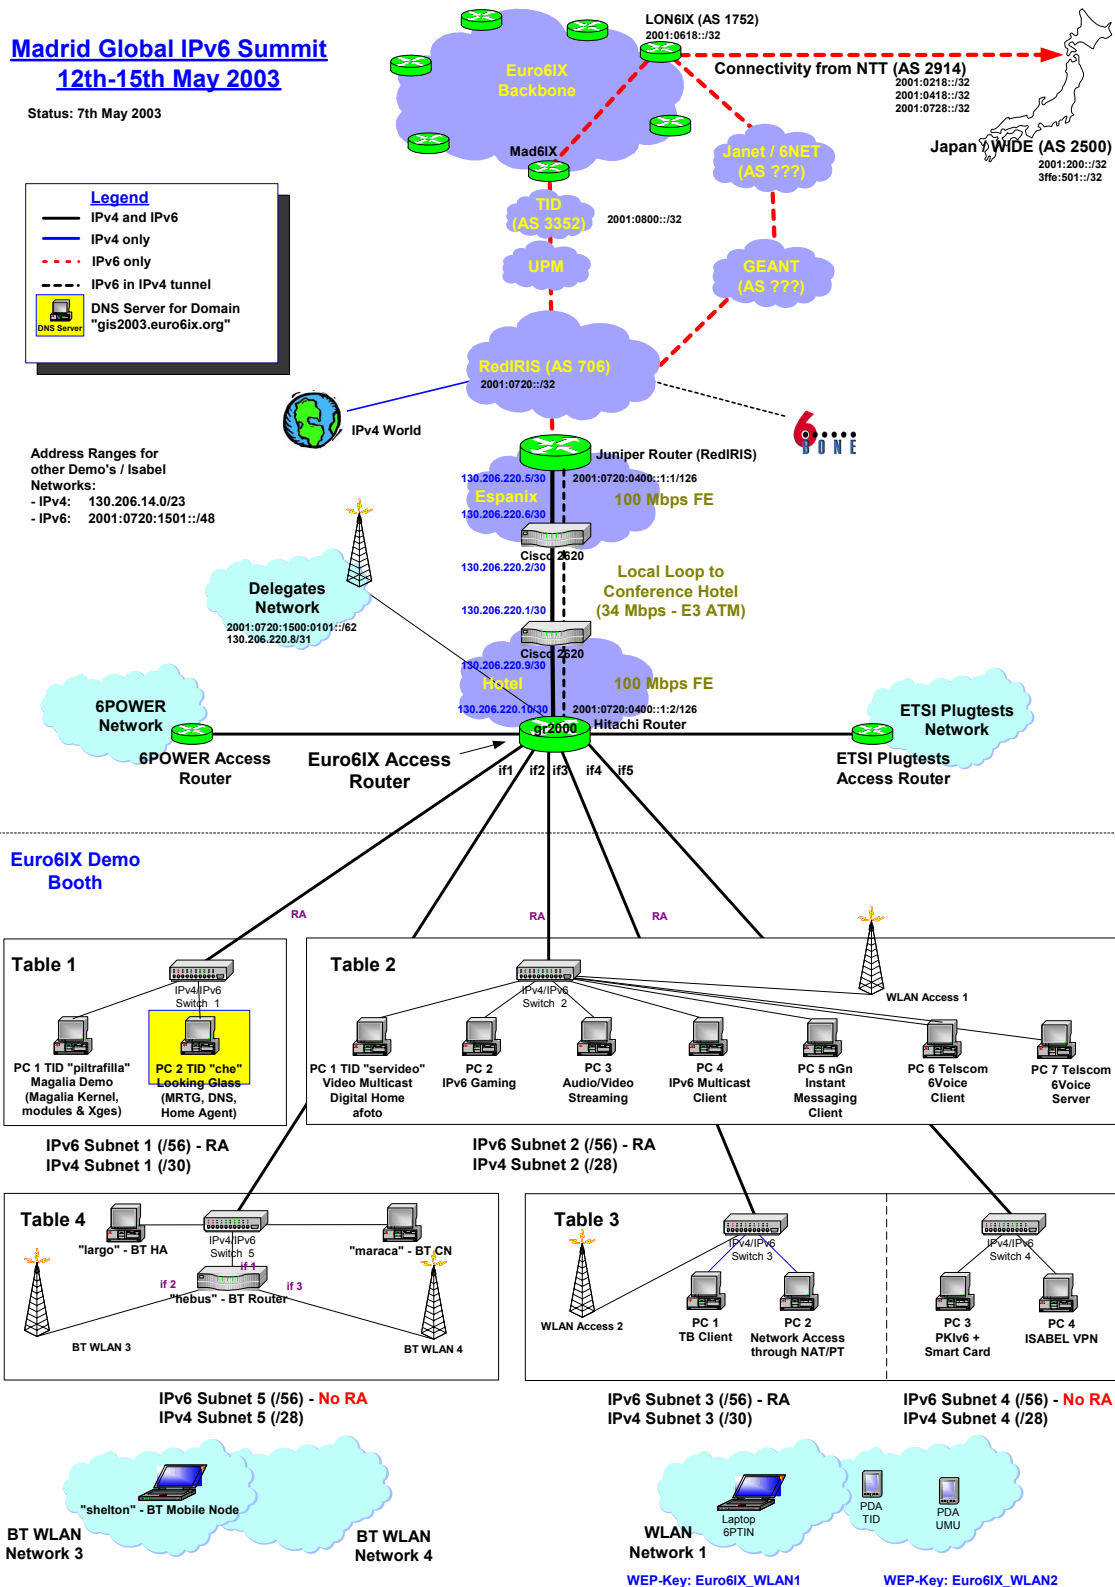 Madrid Global IPv6 Summit
12th-15th May 2003
Status: 7th May 2003
LON6IX (AS 1752)
2001:0618::/32
Euro6IX
Backbone
Connectivity from NTT (AS 2914)
2001:0218::/32
2001:0418::/32
2001:0728::/32
Japan WIDE (AS 2500)
2001:200::/32
3ffe:501::/32
Mad6IX
Janet / 6NET
(AS ???)
Legend
IPv4 and IPv6
IPv4 only
IPv6 only
IPv6 in IPv4 tunnel
DNS Server
DNS Server for Domain
"gis2003.euro6ix.org"
TID
(AS 3352)
2001:0800::/32
UPM
GEANT
(AS ???)
RedIRIS (AS 706)
2001:0720::/32
IPv4 World
6BONE
Address Ranges for
other Demo's / Isabel
Networks:
- IPv4: 130.206.14.0/23
- IPv6: 2001:0720:1501::/48
Juniper Router (RedIRIS)
130.206.220.5/30
2001:0720:0400::1:1/126
Espanix
100 Mbps FE
130.206.220.6/30
Cisco 2620
130.206.220.2/30
Local Loop to
Conference Hotel
(34 Mbps - E3 ATM)
130.206.220.1/30
Cisco 2620
Delegates
Network
2001:0720:1500:0101::/62
130.206.220.8/31
130.206.220.9/30
Hotel
100 Mbps FE
130.206.220.10/30
2001:0720:0400::1:2/126
gr2000
Hitachi Router
6POWER
Network
6POWER Access
Router
Euro6IX Access
Router
ETSI Plugtests
Network
ETSI Plugtests
Access Router
if1
if2
if3
if4
if5
Euro6IX Demo
Booth
RA
RA
RA
Table 1
IPv4/IPv6
Switch 1
PC 1 TID "piltrafilla"
Magalia Demo
(Magalia Kernel,
modules & Xges)
PC 2 TID "che"
Looking Glass
(MRTG, DNS,
Home Agent)
IPv6 Subnet 1 (/56) - RA
IPv4 Subnet 1 (/30)
Table 2
IPv4/IPv6
Switch 2
WLAN Access 1
PC 1 TID "servideo"
Video Multicast
Digital Home
afoto
PC 2
IPv6 Gaming
PC 3
Audio/Video
Streaming
PC 4
IPv6 Multicast
Client
PC 5 nGn
Instant
Messaging
Client
PC 6 Telscom
6Voice
Client
PC 7 Telscom
6Voice
Server
IPv6 Subnet 2 (/56) - RA
IPv4 Subnet 2 (/28)
Table 4
"largo" - BT HA
IPv4/IPv6
Switch 5
"maraca" - BT CN
if 1
if 2
if 3
"hebus" - BT Router
BT WLAN 3
BT WLAN 4
IPv6 Subnet 5 (/56) - No RA
IPv4 Subnet 5 (/28)
Table 3
IPv4/IPv6
Switch 3
WLAN Access 2
PC 1
TB Client
PC 2
Network Access
through NAT/PT
IPv4/IPv6
Switch 4
PC 3
PKIv6 +
Smart Card
PC 4
ISABEL VPN
IPv6 Subnet 3 (/56) - RA
IPv4 Subnet 3 (/30)
IPv6 Subnet 4 (/56) - No RA
IPv4 Subnet 4 (/28)
"shelton" - BT Mobile Node
BT WLAN
Network 3
BT WLAN
Network 4
Laptop
6PTIN
WLAN
Network 1
PDA
TID
PDA
UMU
WEP-Key: Euro6IX_WLAN1
WEP-Key: Euro6IX_WLAN2